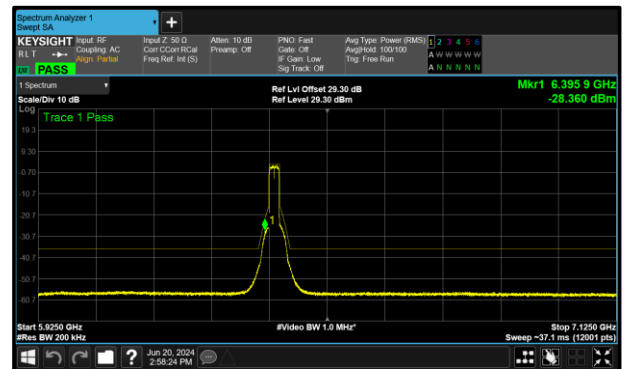 Spectrum Analyzer 1
Swept SA
KEYSIGHT
RLT
Input: RF
Coupling: AC
Align: Partial
Input Z: 50 Ω
Corr CCorr RCal
Freq Ref: Int (S)
Atten: 10 dB
Preamp: Off
PNO: Fast
Gate: Off
IF Gain: Low
Sig Track: Off
Avg Type: Power (RMS)
Avg|Hold: 100/100
Trig: Free Run
1 2 3 4 5 6
A W W W W W
A N N N N N
PASS
1 Spectrum
Scale/Div 10 dB
Ref Lvl Offset 29.30 dB
Ref Level 29.30 dBm
Mkr1 6.395 9 GHz
-28.360 dBm
Log
Trace 1 Pass
19.3
9.30
-0.70
-10.7
-20.7
-30.7
-40.7
-50.7
-60.7
1
Start 5.9250 GHz
#Res BW 200 kHz
#Video BW 1.0 MHz*
Stop 7.1250 GHz
Sweep ~37.1 ms (12001 pts)
?
Jun 20, 2024
2:58:24 PM